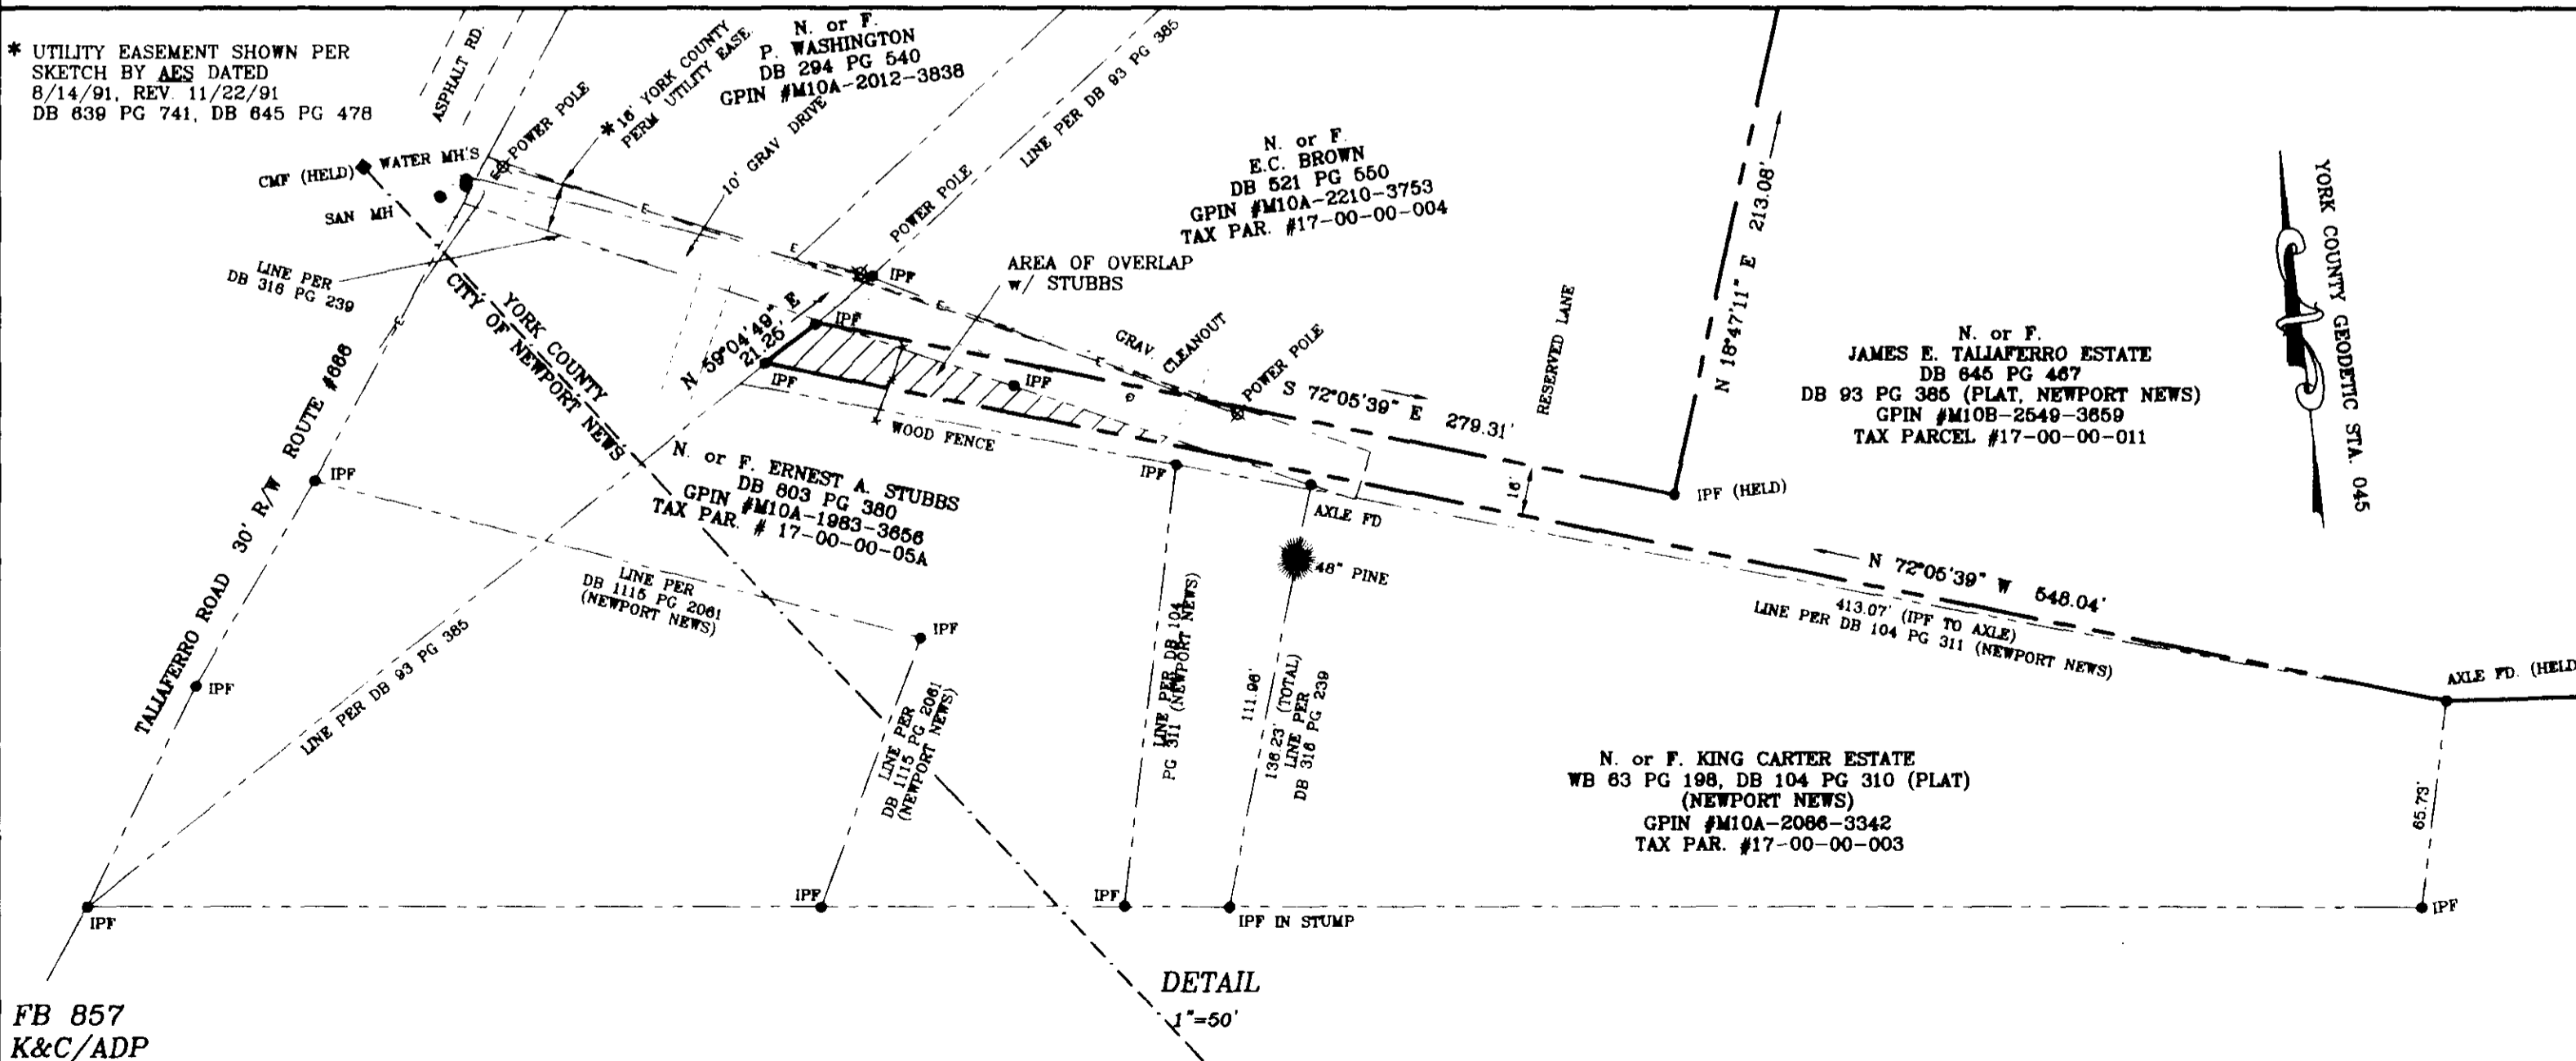 * UTILITY EASEMENT SHOWN PER
SKETCH BY AES DATED
8/14/91, REV. 11/22/91
DB 639 PG 741, DB 645 PG 478
ASPHALT RD.
POWER POLE
* 16' YORK COUNTY
PERM UTILITY EASE.
N. or F.
P. WASHINGTON
DB 294 PG 540
GPIN #M10A-2012-3838
10' GRAV DRIVE
LINE PER DB 93 PG 385
CMF (HELD)
WATER MH'S
SAN MH
LINE PER
DB 316 PG 239
POWER POLE
IPF
N. or F.
E.C. BROWN
DB 521 PG 550
GPIN #M10A-2210-3753
TAX PAR. #17-00-00-004
AREA OF OVERLAP
W/ STUBBS
N 18°47'11" E 213.08'
YORK COUNTY GEODETIC STA. 045
YORK COUNTY
CITY OF NEWPORT NEWS
N 59°04'49" E
21.26'
IPF
IPF
IPF
GRAV.
CLEANOUT
POWER POLE
S 72°05'39" E 279.31'
RESERVED LANE
16'
N. or F.
JAMES E. TALIAFERRO ESTATE
DB 645 PG 467
DB 93 PG 385 (PLAT, NEWPORT NEWS)
GPIN #M10B-2549-3659
TAX PARCEL #17-00-00-011
WOOD FENCE
IPF
IPF
AXLE FD
IPF (HELD)
TALIAFERRO ROAD 30' R/W ROUTE #666
N. or F. ERNEST A. STUBBS
DB 803 PG 380
GPIN #M10A-1983-3656
TAX PAR. # 17-00-00-05A
LINE PER
DB 1115 PG 2061
(NEWPORT NEWS)
48" PINE
N 72°05'39" W 548.04'
413.07' (IPF TO AXLE)
LINE PER DB 104 PG 311 (NEWPORT NEWS)
AXLE FD. (HELD
IPF
IPF
LINE PER DB 93 PG 385
LINE PER
DB 1115 PG 2061
(NEWPORT NEWS)
LINE PER DB 104
PG 311 (NEWPORT NEWS)
111.96'
136.23' (TOTAL)
LINE PER
DB 316 PG 239
N. or F. KING CARTER ESTATE
WB 63 PG 198, DB 104 PG 310 (PLAT)
(NEWPORT NEWS)
GPIN #M10A-2086-3342
TAX PAR. #17-00-00-003
65.73'
IPF
IPF
IPF
IPF IN STUMP
IPF
DETAIL
1"=50'
FB 857
K&C/ADP